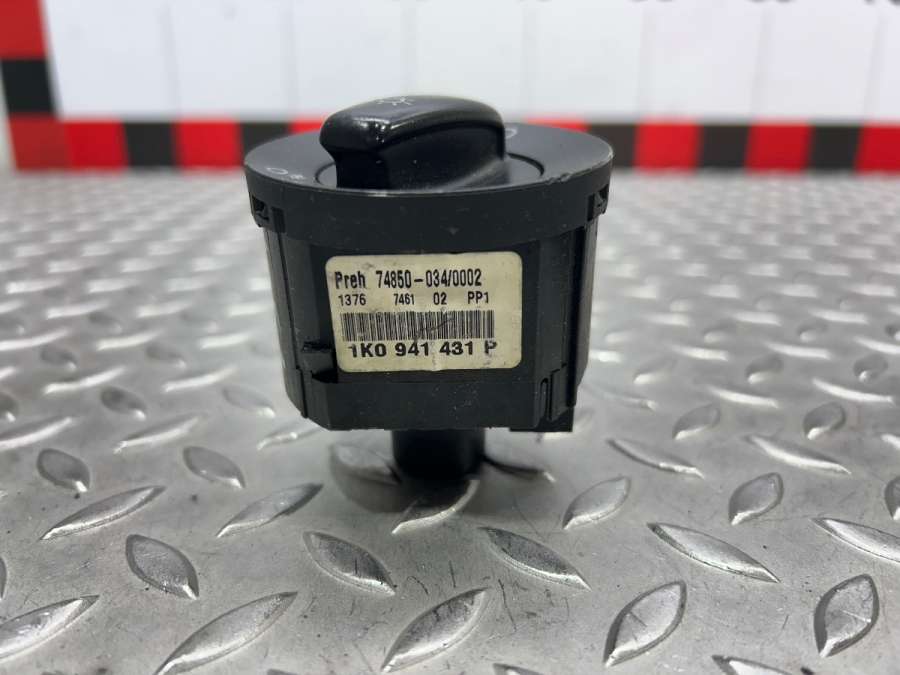 Preh 74850-034/0002
1376 7461 02 PP1
1K0 941 431 P